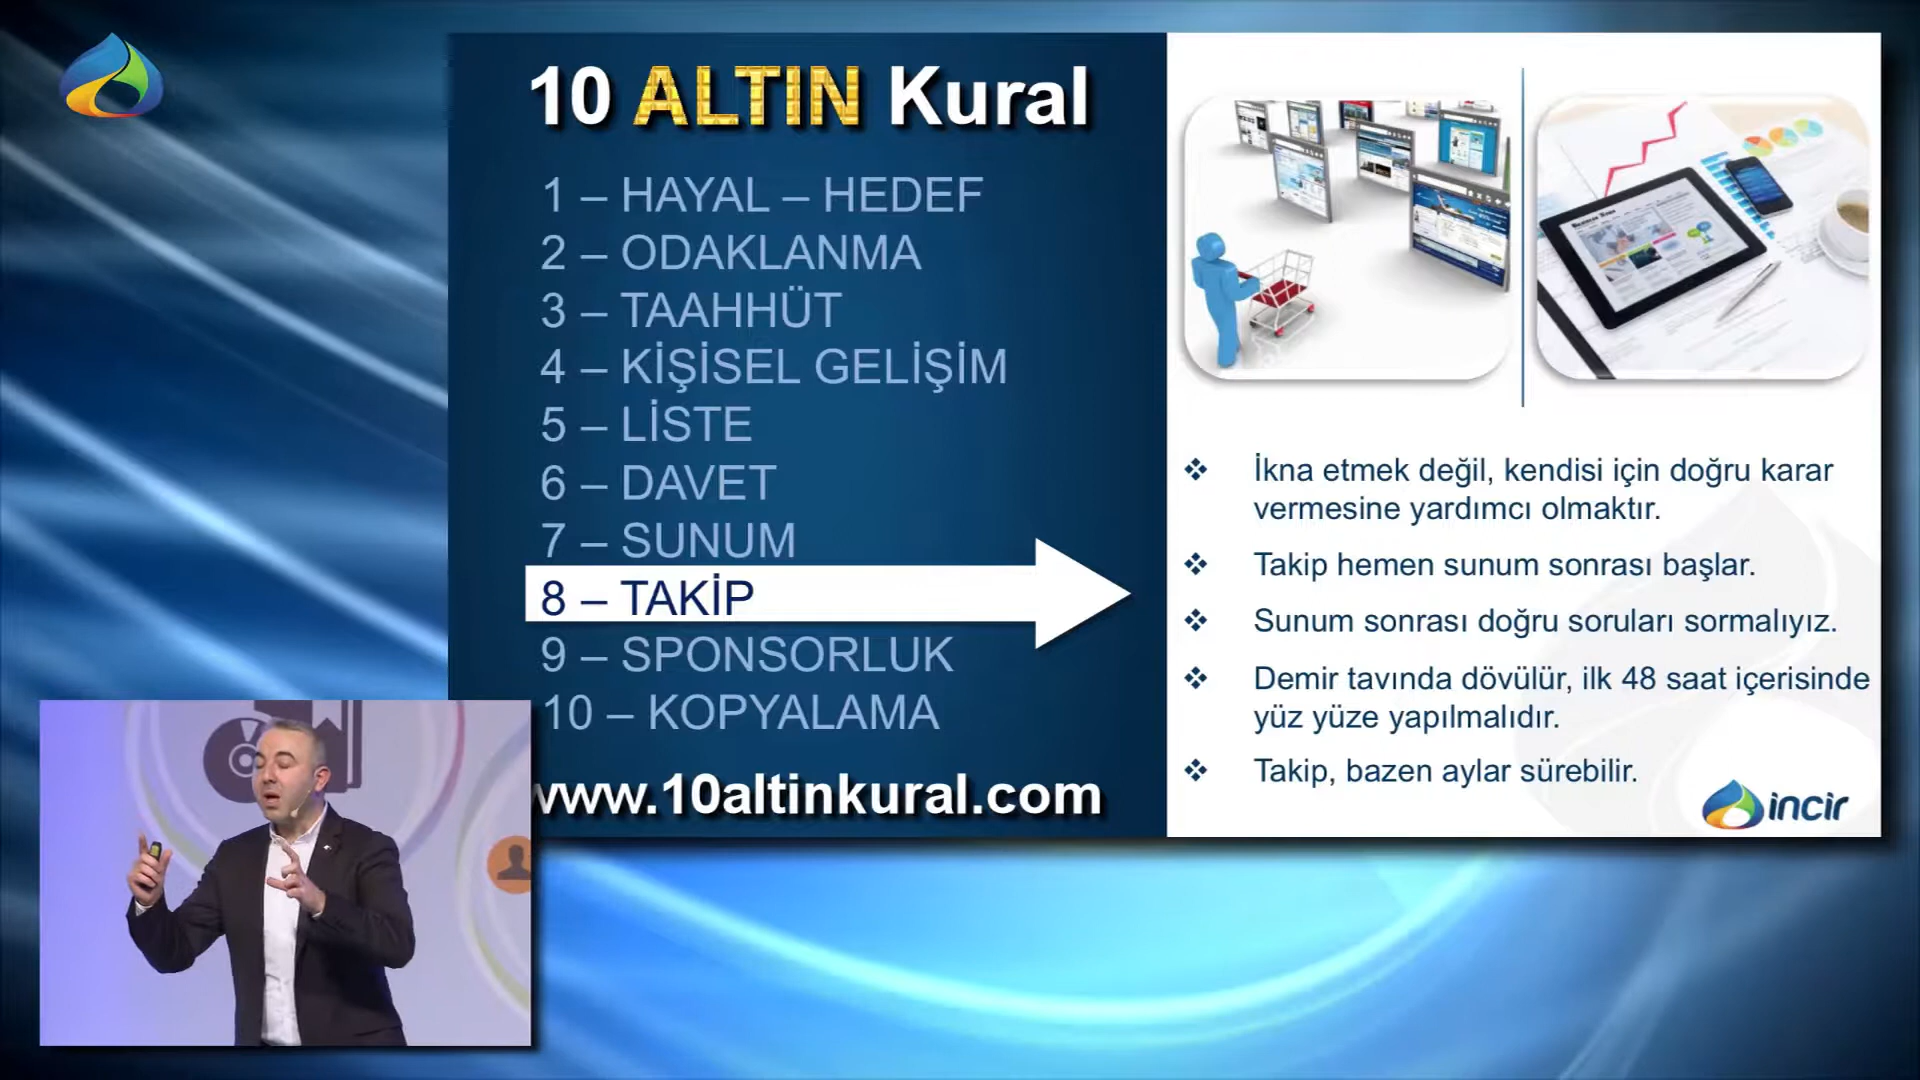 10 ALTIN Kural
1 – HAYAL – HEDEF
2 – ODAKLANMA
3 – TAAHHÜT
4 – KİŞİSEL GELİŞİM
5 – LİSTE
6 – DAVET
7 – SUNUM
8 – TAKİP
9 – SPONSORLUK
10 – KOPYALAMA
www.10altinkural.com
İkna etmek değil, kendisi için doğru karar
vermesine yardımcı olmaktır.
Takip hemen sunum sonrası başlar.
Sunum sonrası doğru soruları sormalıyız.
Demir tavında dövülür, ilk 48 saat içerisinde
yüz yüze yapılmalıdır.
Takip, bazen aylar sürebilir.
incir